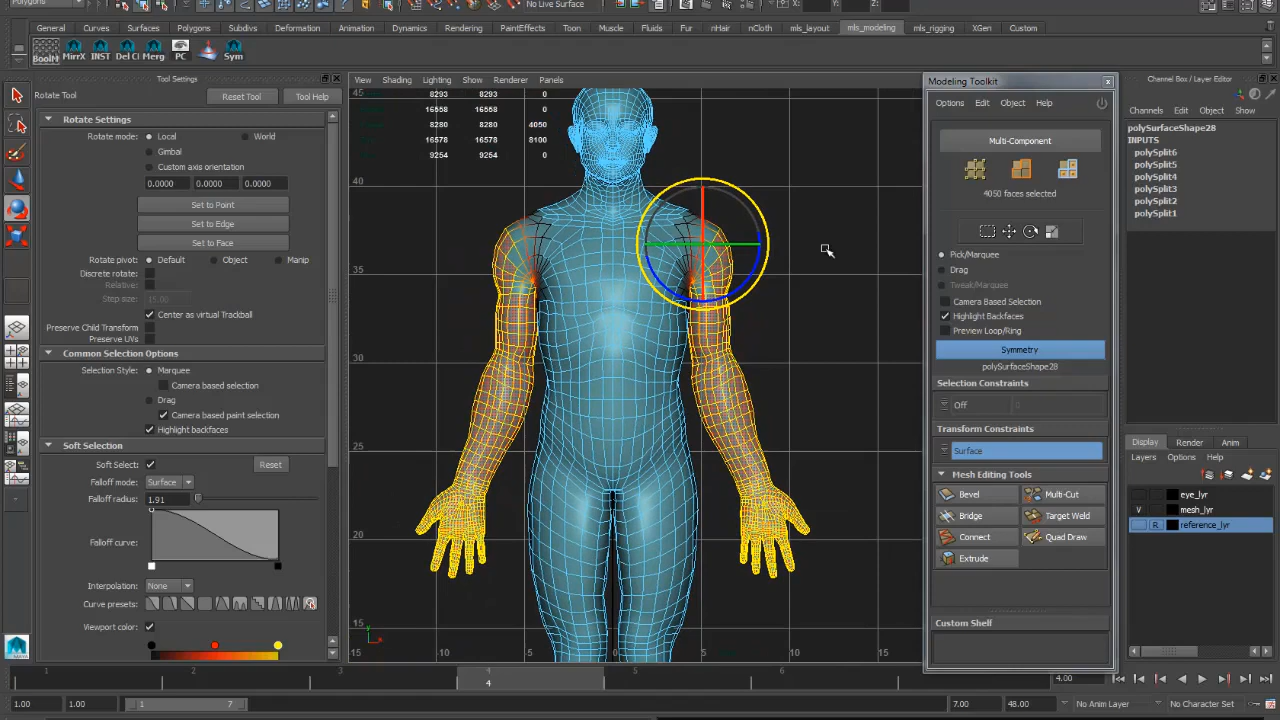 Polygons
No Live Surface
X:
Y:
Z:
General Curves Surfaces Polygons Subdivs Deformation Animation Rendering PaintEffects Toon Muscle Fluids Fur nHair nCloth mls_layout mls_modeling mls_rigging XGen Custom
BoolN MirrX INST Del Cl Merg PC Sym
Tool Settings
Rotate Tool
Reset Tool
Tool Help
Rotate Settings
Rotate mode: Local World
Gimbal
Custom axis orientation
0.0000 0.0000 0.0000
Set to Point
Set to Edge
Set to Face
Rotate pivot: Default Object Manip
Discrete rotate:
Relative:
Step size: 15.00
Center as virtual Trackball
Preserve Child Transform
Preserve UVs
Common Selection Options
Selection Style: Marquee
Camera based selection
Drag
Camera based paint selection
Highlight backfaces
Soft Selection
Soft Select:
Reset
Falloff mode: Surface
Falloff radius: 1.91
Falloff curve:
Interpolation: None
Curve presets:
Viewport color:
View Shading Lighting Show Renderer Panels
8293 8293 0
16558 16558 0
8280 8293 4050
16578 16578 8100
9254 9254 0
45
40
35
30
25
20
15
15 10 5 0 5 10 15
y
x
Modeling Toolkit
Options Edit Object Help
Multi-Component
4050 faces selected
Pick/Marquee
Drag
Tweak/Marquee
Camera Based Selection
Highlight Backfaces
Preview Loop/Ring
Symmetry
polySurfaceShape28
Selection Constraints
Off
Transform Constraints
Surface
Mesh Editing Tools
Bevel Multi-Cut
Bridge Target Weld
Connect Quad Draw
Extrude
Custom Shelf
Channel Box / Layer Editor
Channels Edit Object Show
polySurfaceShape28
INPUTS
polySplit6
polySplit5
polySplit4
polySplit3
polySplit2
polySplit1
Display Render Anim
Layers Options Help
eye_lyr
V mesh_lyr
R reference_lyr
1 2 3 4 5 6
4
4.00
1.00 1.00 1 7 7.00 48.00 No Anim Layer No Character Set